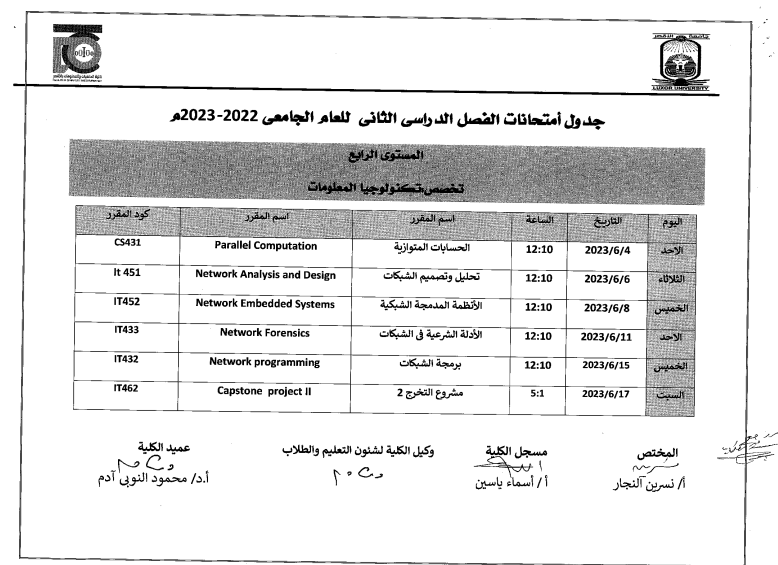 جامعة الأقصر
LUXOR UNIVERSITY
جدول أمتحانات الفصل الدراسى الثانى للعام الجامعى 2022-2023م
المستوى الرابع
تخصص تكنولوجيا المعلومات
اليوم التاريخ الساعة اسم المقرر اسم المقرر كود المقرر
الاحد 2023/6/4 12:10 الحسابات المتوازية Parallel Computation CS431
الثلاثاء 2023/6/6 12:10 تحليل وتصميم الشبكات Network Analysis and Design It 451
الخميس 2023/6/8 12:10 الأنظمة المدمجة الشبكية Network Embedded Systems IT452
الاحد 2023/6/11 12:10 الأدلة الشرعية فى الشبكات Network Forensics IT433
الخميس 2023/6/15 12:10 برمجة الشبكات Network programming IT432
السبت 2023/6/17 5:1 مشروع التخرج 2 Capstone project II IT462
المختص مسجل الكلية وكيل الكلية لشئون التعليم والطلاب عميد الكلية
أ/ نسرين النجار أ/ أسماء ياسين أ.د/ محمود النوبى آدم